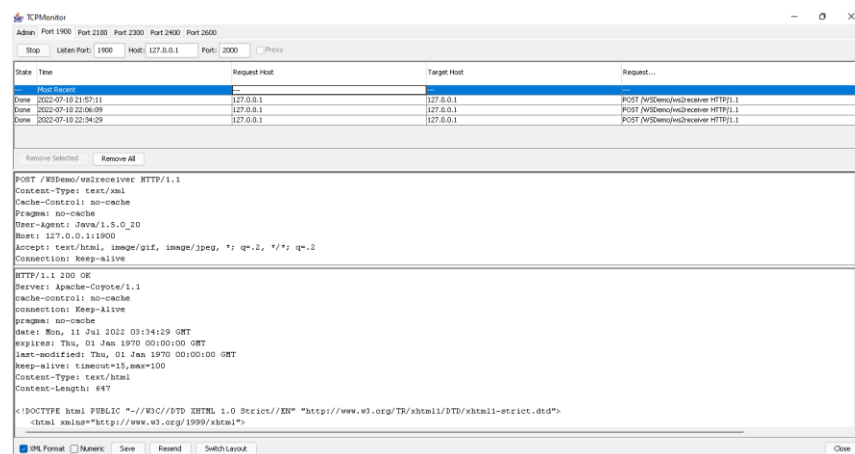 TCPMonitor
Admin Port 1900 Port 2100 Port 2300 Port 2400 Port 2600
Stop Listen Port: 1900 Host: 127.0.0.1 Port: 2000 Proxy
State Time Request Host Target Host Request...
--- Most Recent --- --- ---
Done 2022-07-10 21:57:11 127.0.0.1 127.0.0.1 POST /WSDemo/ws2receiver HTTP/1.1
Done 2022-07-10 22:06:09 127.0.0.1 127.0.0.1 POST /WSDemo/ws2receiver HTTP/1.1
Done 2022-07-10 22:34:29 127.0.0.1 127.0.0.1 POST /WSDemo/ws2receiver HTTP/1.1
Remove Selected Remove All
POST /WSDemo/ws2receiver HTTP/1.1
Content-Type: text/xml
Cache-Control: no-cache
Pragma: no-cache
User-Agent: Java/1.5.0_20
Host: 127.0.0.1:1900
Accept: text/html, image/gif, image/jpeg, *; q=.2, */*; q=.2
Connection: keep-alive
HTTP/1.1 200 OK
Server: Apache-Coyote/1.1
cache-control: no-cache
connection: Keep-Alive
pragma: no-cache
date: Mon, 11 Jul 2022 03:34:29 GMT
expires: Thu, 01 Jan 1970 00:00:00 GMT
last-modified: Thu, 01 Jan 1970 00:00:00 GMT
keep-alive: timeout=15,max=100
Content-Type: text/html
Content-Length: 647
<!DOCTYPE html PUBLIC "-//W3C//DTD XHTML 1.0 Strict//EN" "http://www.w3.org/TR/xhtml1/DTD/xhtml1-strict.dtd">
<html xmlns="http://www.w3.org/1999/xhtml">
XML Format Numeric Save Resend Switch Layout Close